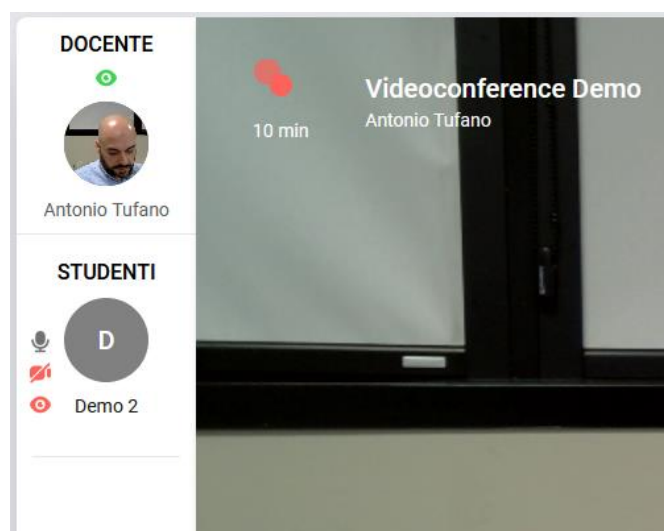 DOCENTE
Antonio Tufano
STUDENTI
D
Demo 2
10 min
Videoconference Demo
Antonio Tufano